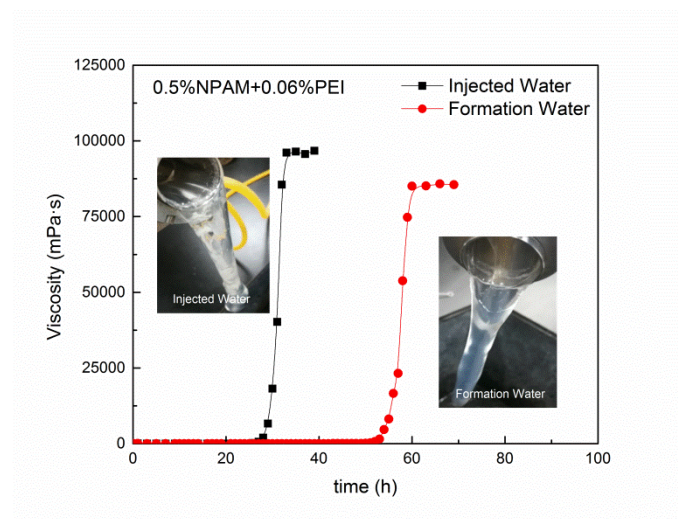 0.5%NPAM+0.06%PEI
Injected Water
Formation Water
125000
100000
75000
50000
25000
0
Viscosity (mPa·s)
Injected Water
Formation Water
0 20 40 60 80 100
time (h)